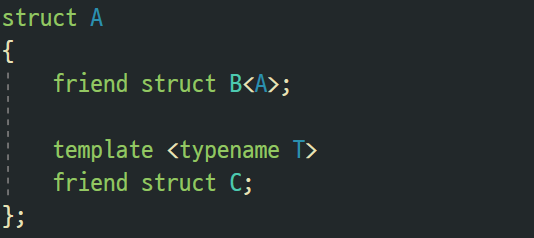 struct A
{
    friend struct B<A>;
    template <typename T>
    friend struct C;
};